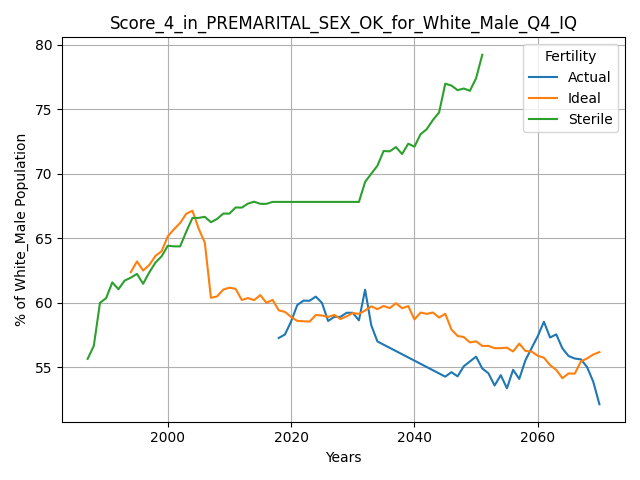 Score_4_in_PREMARITAL_SEX_OK_for_White_Male_Q4_IQ
Fertility
Actual
Ideal
Sterile
% of White_Male Population
80
75
70
65
60
55
2000
2020
2040
2060
Years